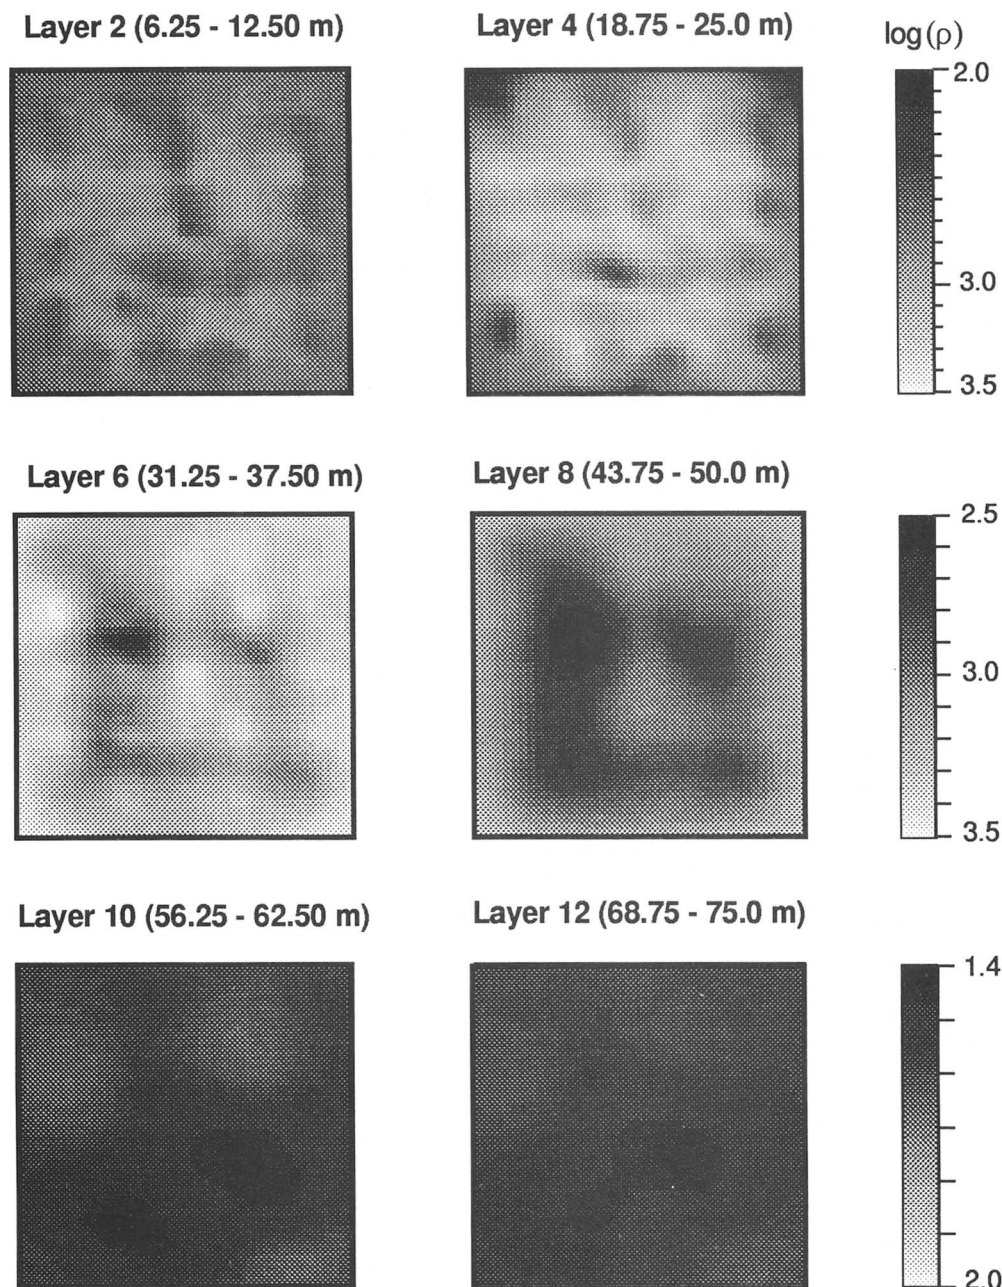 Layer 2 (6.25 - 12.50 m)
Layer 4 (18.75 - 25.0 m)
log(ρ)
2.0
3.0
3.5
Layer 6 (31.25 - 37.50 m)
Layer 8 (43.75 - 50.0 m)
2.5
3.0
3.5
Layer 10 (56.25 - 62.50 m)
Layer 12 (68.75 - 75.0 m)
1.4
2.0